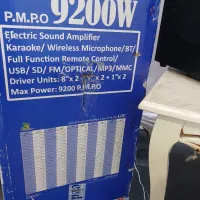 P.M.P.O 9200W
Electric Sound Amplifier
Karaoke/ Wireless Microphone/BT/
Full Function Remote Control/
USB/ SD/ FM/OPTICAL/MP3/MMC
Driver Units: 8"x 2 x 2 + 1"x 2
Max Power: 9200 P.M.P.O